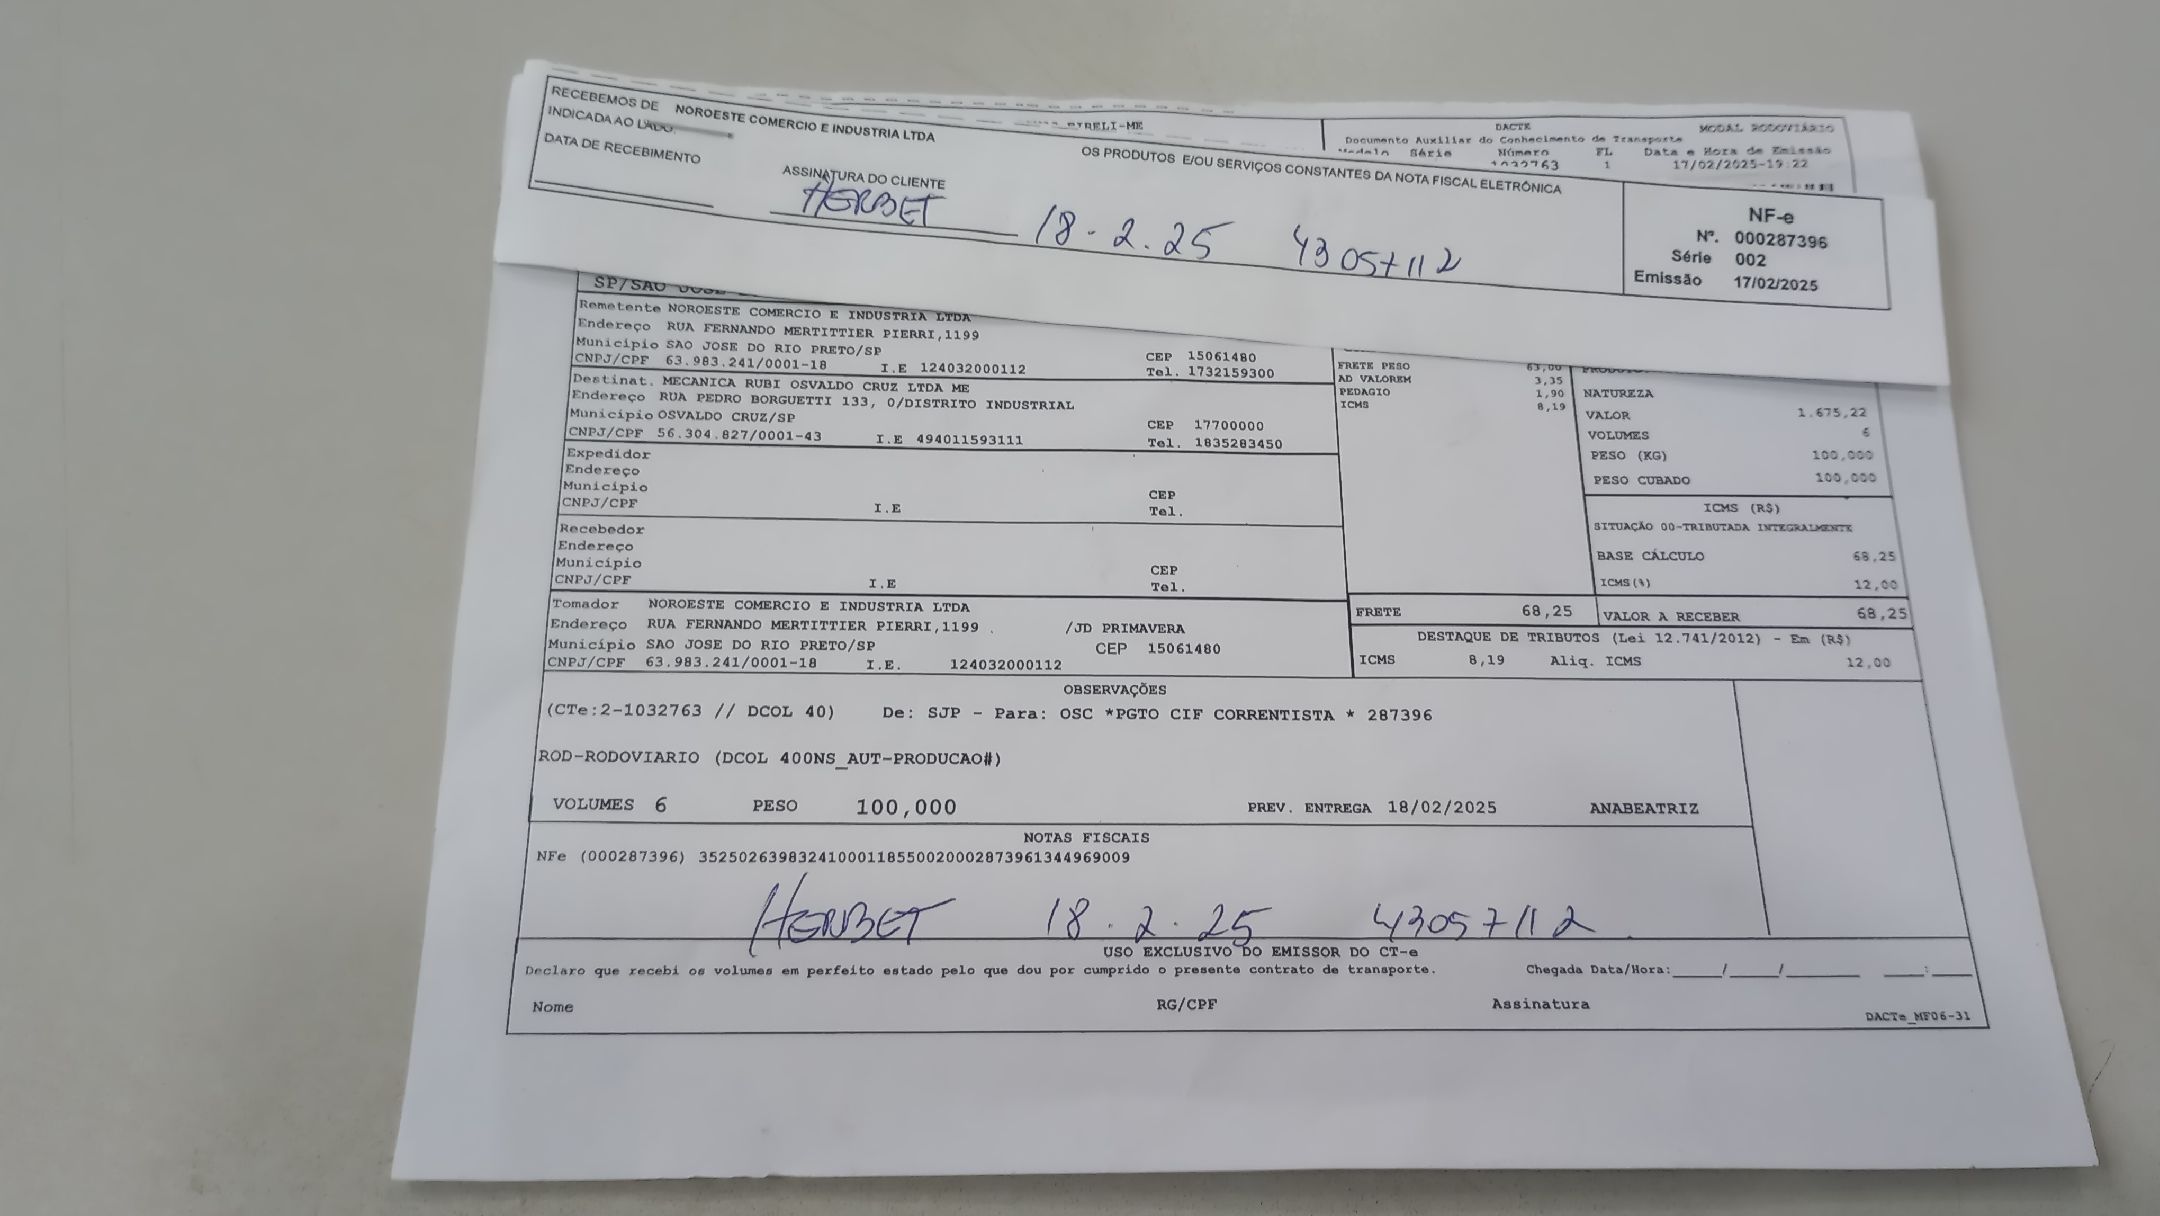 RECEBEMOS DE NOROESTE COMERCIO E INDUSTRIA LTDA
OS PRODUTOS E/OU SERVIÇOS CONSTANTES DA NOTA FISCAL ELETRÔNICA
INDICADA AO LADO.
DATA DE RECEBIMENTO
ASSINATURA DO CLIENTE
HERBET 18.2.25 43057112
NF-e
Nº. 000287396
Série 002
Emissão 17/02/2025
DACTE MODAL RODOVIÁRIO
Documento Auxiliar do Conhecimento de Transporte
Modelo Série Número FL Data e Hora de Emissão
1032763 1 17/02/2025-19:22
Remetente NOROESTE COMERCIO E INDUSTRIA LTDA
Endereço RUA FERNANDO MERTITTIER PIERRI,1199
Município SAO JOSE DO RIO PRETO/SP CEP 15061480
CNPJ/CPF 63.983.241/0001-18 I.E 124032000112 Tel. 1732159300
Destinat. MECANICA RUBI OSVALDO CRUZ LTDA ME
Endereço RUA PEDRO BORGUETTI 133, 0/DISTRITO INDUSTRIAL
Município OSVALDO CRUZ/SP CEP 17700000
CNPJ/CPF 56.304.827/0001-43 I.E 494011593111 Tel. 1835283450
Expedidor
Endereço
Município CEP
CNPJ/CPF I.E Tel.
Recebedor
Endereço
Município CEP
CNPJ/CPF I.E Tel.
Tomador NOROESTE COMERCIO E INDUSTRIA LTDA
Endereço RUA FERNANDO MERTITTIER PIERRI,1199 /JD PRIMAVERA
Município SAO JOSE DO RIO PRETO/SP CEP 15061480
CNPJ/CPF 63.983.241/0001-18 I.E. 124032000112
FRETE PESO 63,00
AD VALOREM 3,35
PEDAGIO 1,90
ICMS 8,19
NATUREZA
VALOR 1.675,22
VOLUMES 6
PESO (KG) 100,000
PESO CUBADO 100,000
ICMS (R$)
SITUAÇÃO 00-TRIBUTADA INTEGRALMENTE
BASE CÁLCULO 68,25
ICMS(%) 12,00
FRETE 68,25 VALOR A RECEBER 68,25
DESTAQUE DE TRIBUTOS (Lei 12.741/2012) - Em (R$)
ICMS 8,19 Aliq. ICMS 12,00
OBSERVAÇÕES
(CTe:2-1032763 // DCOL 40) De: SJP - Para: OSC *PGTO CIF CORRENTISTA * 287396
ROD-RODOVIARIO (DCOL 400NS_AUT-PRODUCAO#)
VOLUMES 6 PESO 100,000 PREV. ENTREGA 18/02/2025 ANABEATRIZ
NOTAS FISCAIS
NFe (000287396) 35250263983241000118550020002873961344969009
HERBET 18.2.25 43057112
USO EXCLUSIVO DO EMISSOR DO CT-e
Declaro que recebi os volumes em perfeito estado pelo que dou por cumprido o presente contrato de transporte. Chegada Data/Hora:____/____/______ ___:___
Nome RG/CPF Assinatura
DACTe_MF06-31